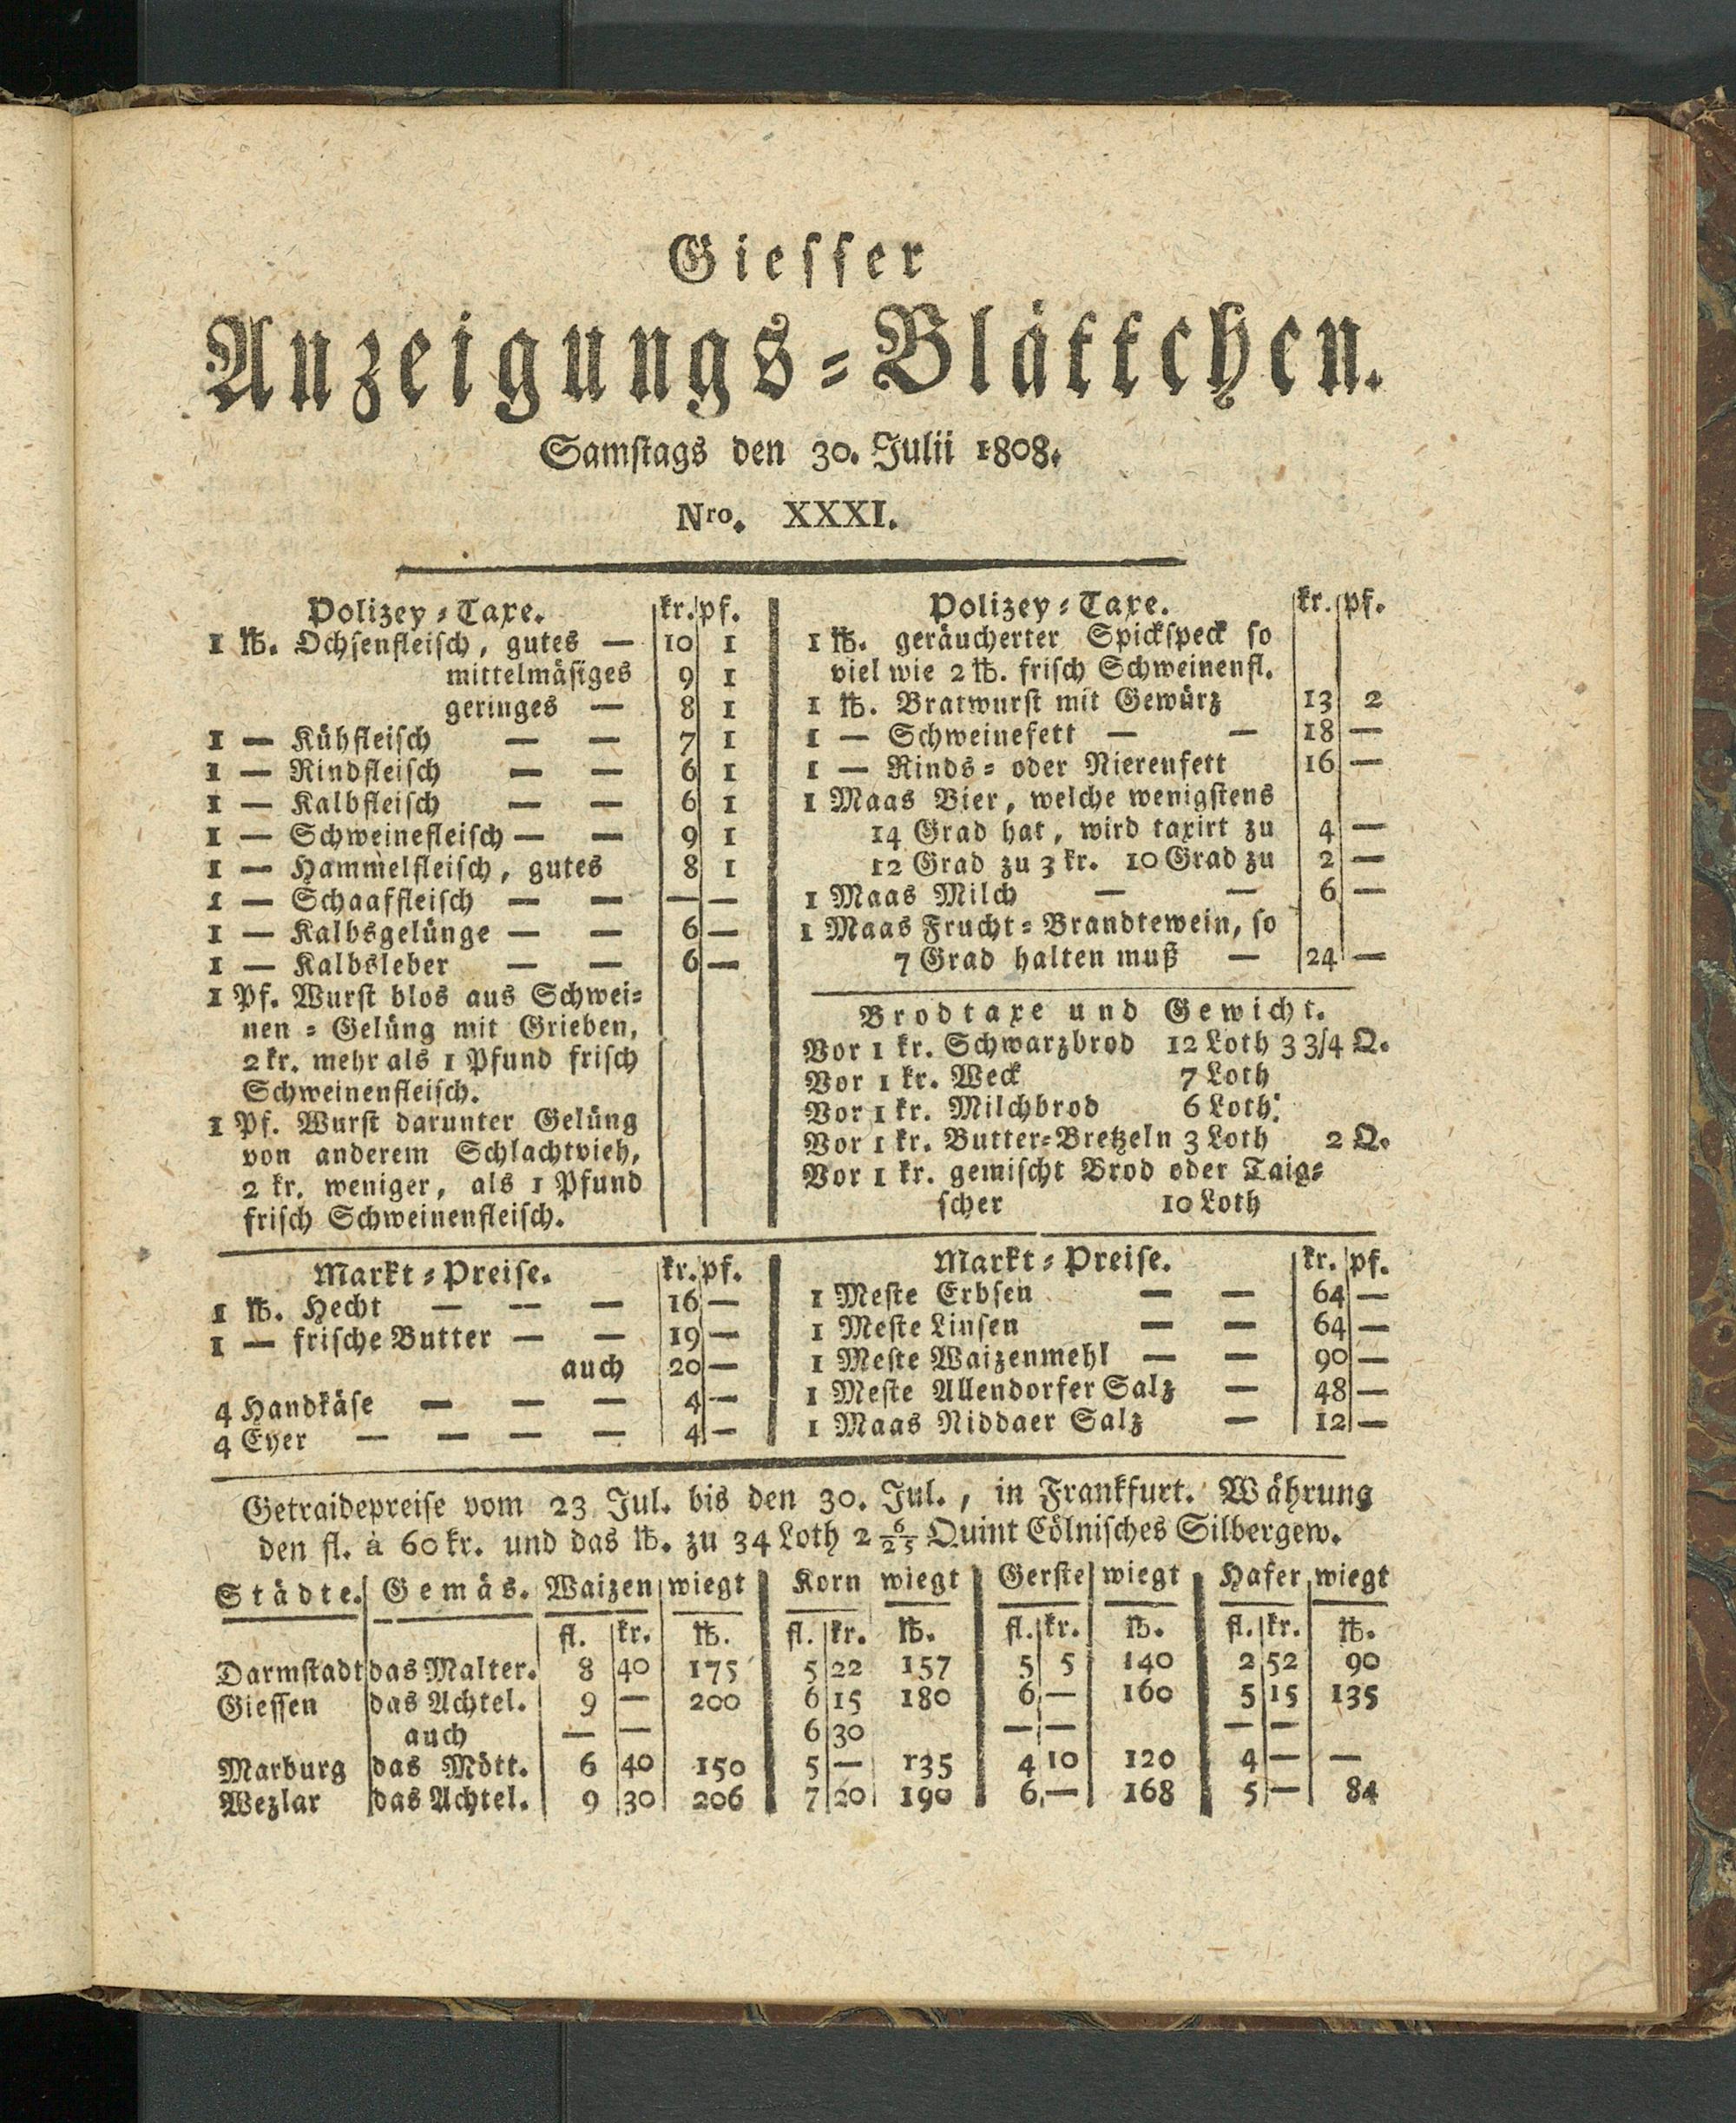 Giesser
Anzeigungs-Blättchen.
Samstags den 30. Julii 1808.
Nro. XXXI.
Polizey-Taxe. kr. pf.
1 ℔. Ochsenfleisch, gutes — 10 1
mittelmäsiges 9 1
geringes — 8 1
1 — Kühfleisch — — 7 1
1 — Rindfleisch — — 6 1
1 — Kalbfleisch — — 6 1
1 — Schweinefleisch — — 9 1
1 — Hammelfleisch, gutes 8 1
1 — Schaaffleisch — — — —
1 — Kalbsgelünge — — 6 —
1 — Kalbsleber — — 6 —
1 Pf. Wurst blos aus Schwei-
nen-Gelüng mit Grieben,
2 kr. mehr als 1 Pfund frisch
Schweinenfleisch.
1 Pf. Wurst darunter Gelüng
von anderem Schlachtvieh,
2 kr. weniger, als 1 Pfund
frisch Schweinenfleisch.
Polizey-Taxe. kr. pf.
1 ℔. geräucherter Spickspeck so
viel wie 2 ℔. frisch Schweinenfl.
1 ℔. Bratwurst mit Gewürz 13 2
1 — Schweinefett — — 18 —
1 — Rinds- oder Nierenfett 16 —
1 Maas Bier, welche wenigstens
14 Grad hat, wird taxirt zu 4 —
12 Grad zu 3 kr. 10 Grad zu 2 —
1 Maas Milch — — 6 —
1 Maas Frucht-Brandtewein, so
7 Grad halten muß — 24 —
Brodtaxe und Gewicht.
Vor 1 kr. Schwarzbrod 12 Loth 3 3/4 Q.
Vor 1 kr. Weck 7 Loth
Vor 1 kr. Milchbrod 6 Loth.
Vor 1 kr. Butter-Bretzeln 3 Loth 2 Q.
Vor 1 kr. gemischt Brod oder Taig-
scher 10 Loth
Markt-Preise. kr. pf.
1 ℔. Hecht — — — 16 —
1 — frische Butter — — 19 —
auch 20 —
4 Handkäse — — — 4 —
4 Eyer — — — — 4 —
Markt-Preise. kr. pf.
1 Meste Erbsen — — 64 —
1 Meste Linsen — — 64 —
1 Meste Waizenmehl — — 90 —
1 Meste Allendorfer Salz — 48 —
1 Maas Niddaer Salz — 12 —
Getraidepreise vom 23 Jul. bis den 30. Jul., in Frankfurt. Währung
den fl. à 60 kr. und das ℔. zu 34 Loth 2 6/25 Quint Cölnisches Silbergew.
Städte. Gemäs. Waizen wiegt Korn wiegt Gerste wiegt Hafer wiegt
fl. kr. ℔. fl. kr. ℔. fl. kr. ℔. fl. kr. ℔.
Darmstadt das Malter. 8 40 175 5 22 157 5 5 140 2 52 90
Giessen das Achtel. 9 — 200 6 15 180 6 — 160 5 15 135
auch — — 6 30 — — — —
Marburg das Mött. 6 40 150 5 — 135 4 10 120 4 — —
Wezlar das Achtel. 9 30 206 7 20 190 6 — 168 5 — 84